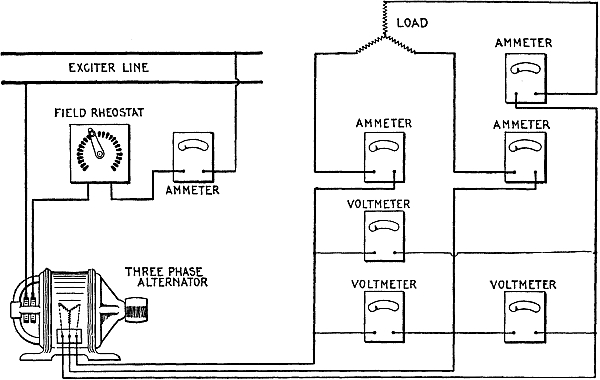 LOAD
AMMETER
EXCITER LINE
FIELD RHEOSTAT
AMMETER
AMMETER
AMMETER
VOLTMETER
THREE PHASE
ALTERNATOR
VOLTMETER
VOLTMETER